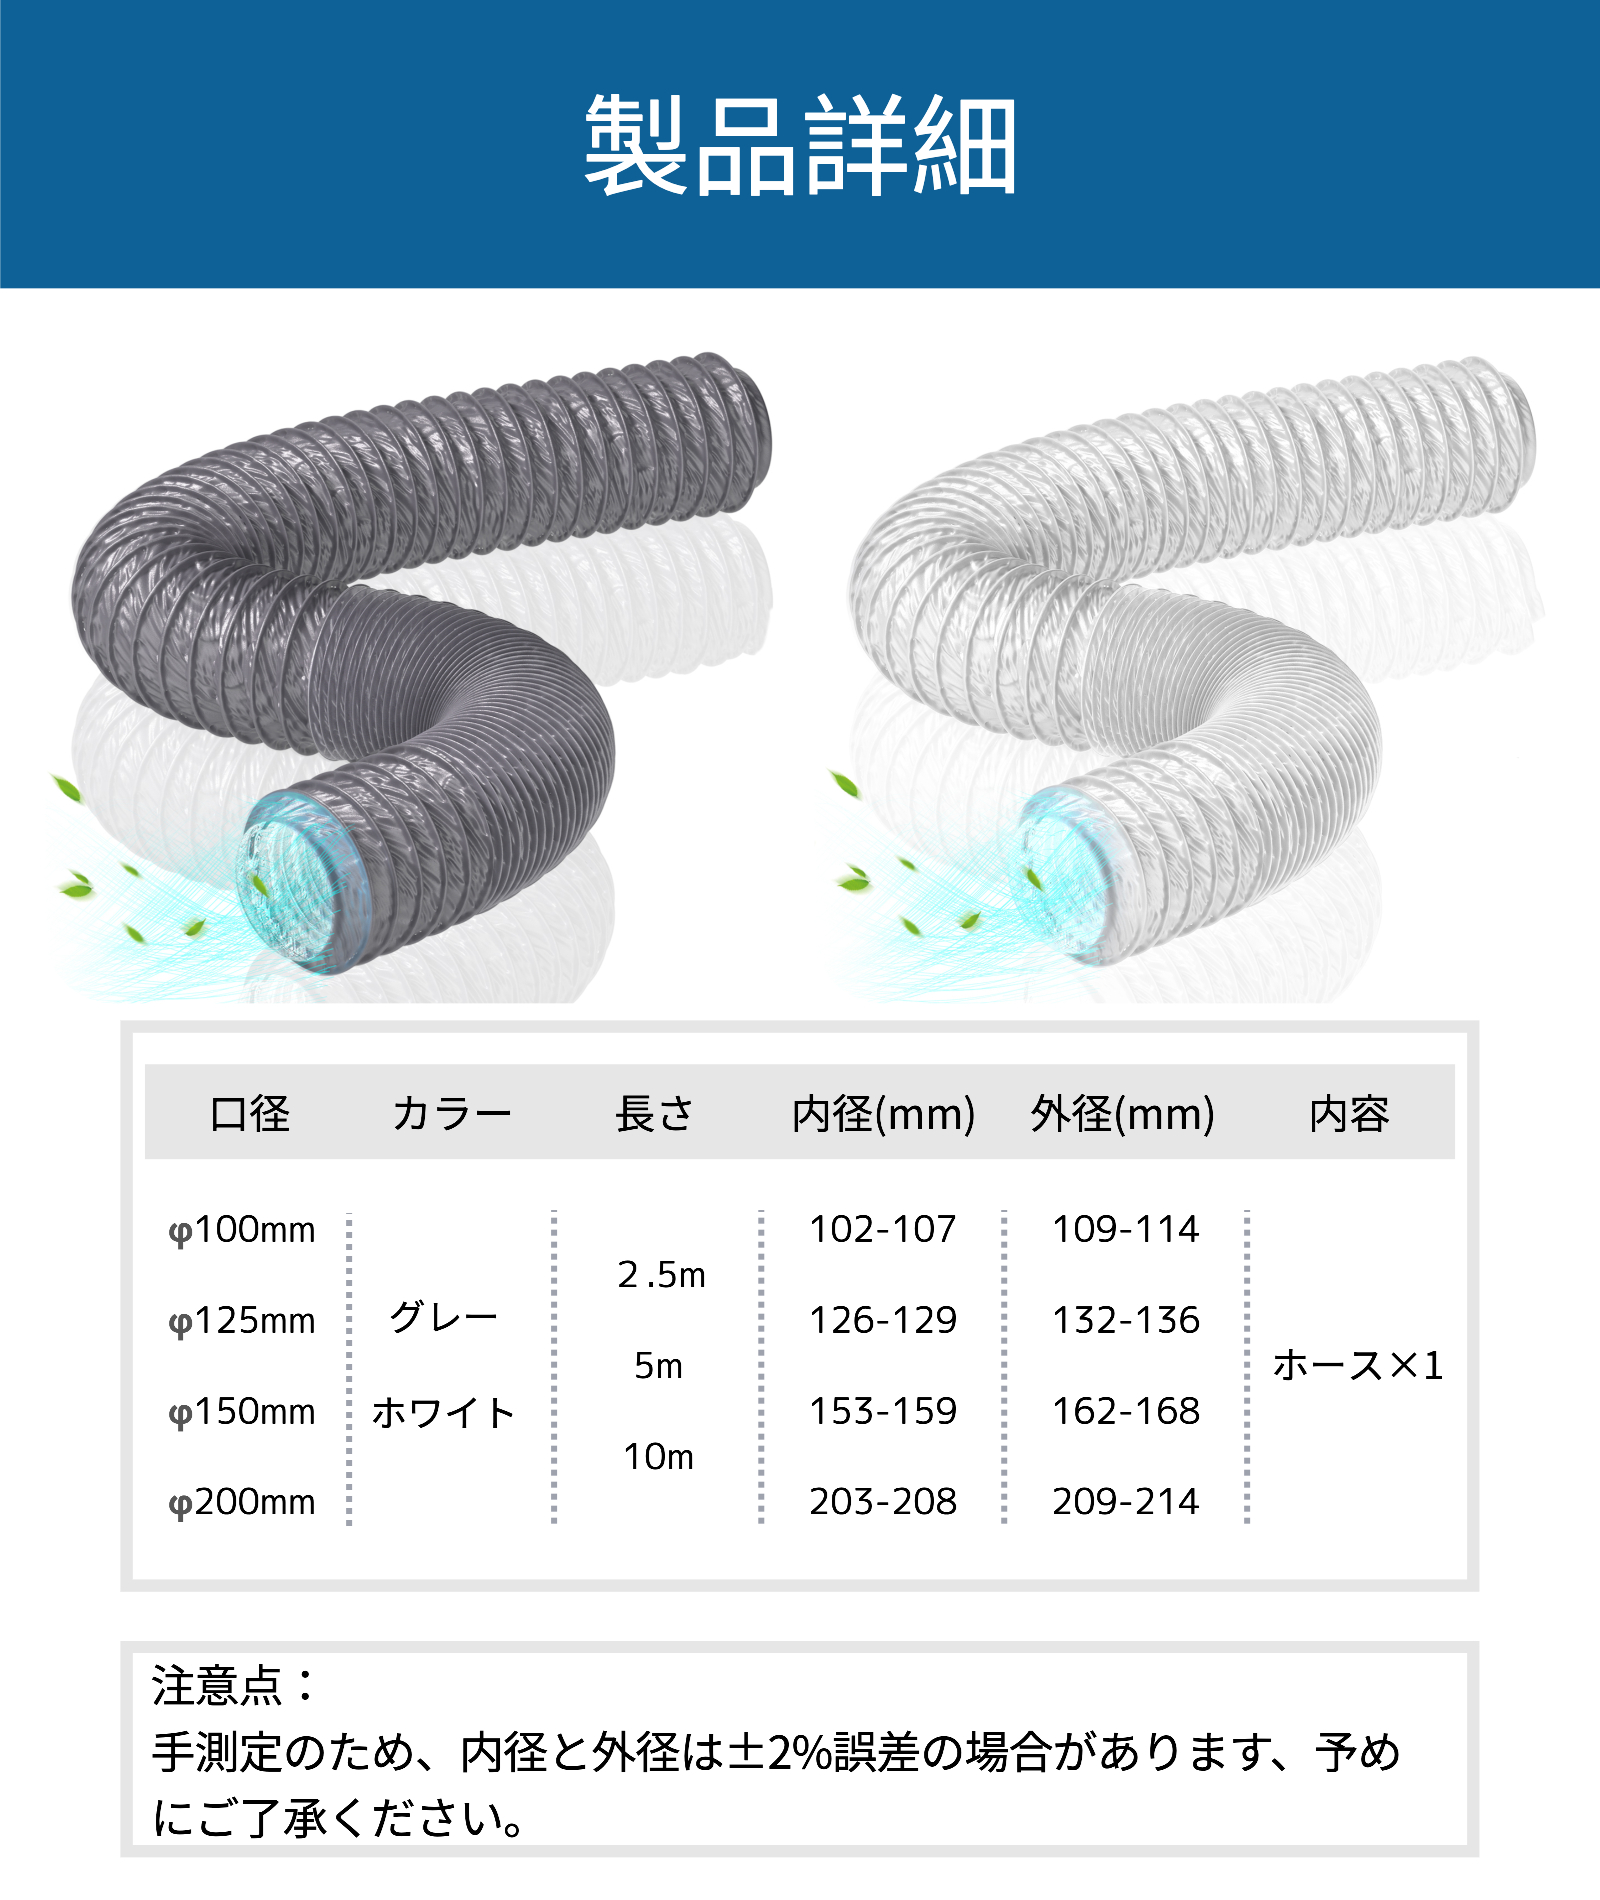 製品詳細
口径 カラー 長さ 内径(mm) 外径(mm) 内容
φ100mm 102-107 109-114
2.5m
φ125mm グレー 126-129 132-136
5m ホース×1
φ150mm ホワイト 153-159 162-168
10m
φ200mm 203-208 209-214
注意点：
手測定のため、内径と外径は±2%誤差の場合があります、予め
にご了承ください。